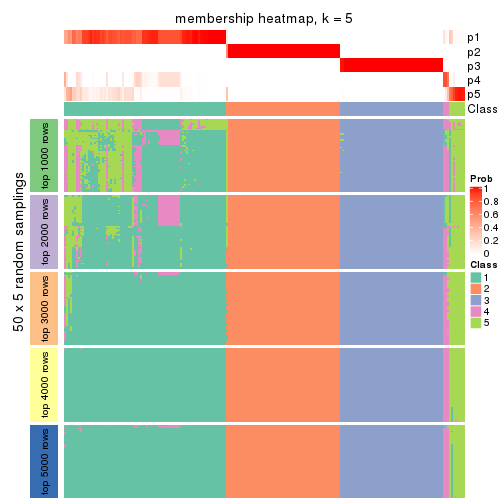 membership heatmap, k = 5
p1
p2
p3
p4
p5
Class
50 x 5 random samplings
top 1000 rows
top 2000 rows
top 3000 rows
top 4000 rows
top 5000 rows
Prob
1
0.8
0.6
0.4
0.2
0
Class
1
2
3
4
5